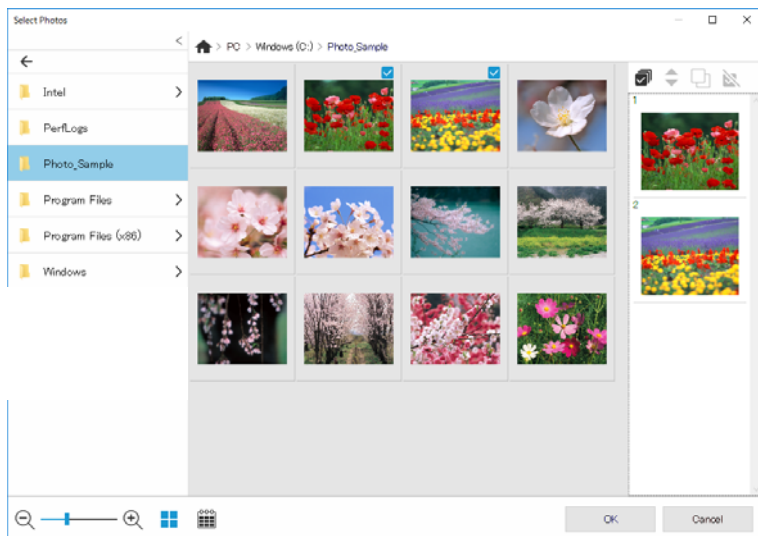 Select Photos
<
PC > Windows (C:) > Photo_Sample
Intel
PerfLogs
Photo_Sample
Program Files
Program Files (x86)
Windows
1
2
OK
Cancel